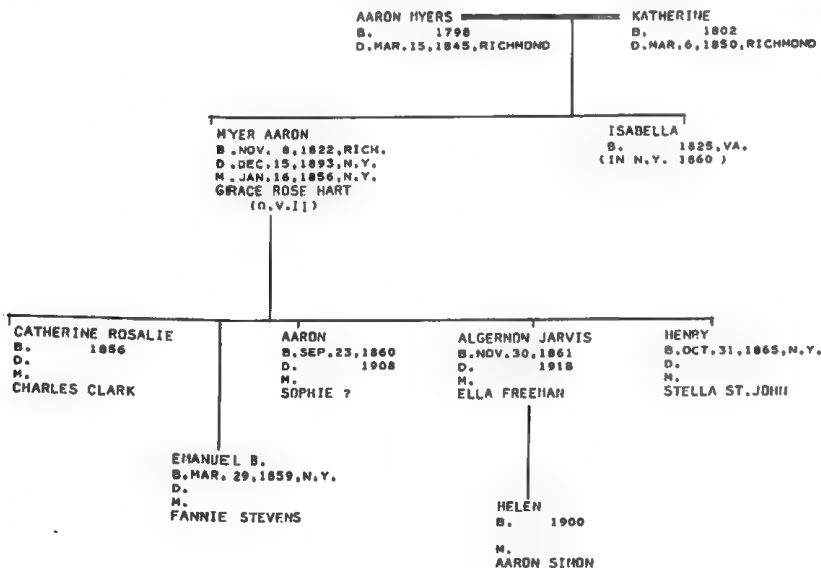 AARON MYERS
B. 1798
D.MAR.15,1845,RICHMOND
KATHERINE
B. 1802
D.MAR.6,1850,RICHMOND
MYER AARON
B.NOV. 8,1822,RICH.
D.DEC.15,1893,N.Y.
M.JAN.16,1856,N.Y.
GRACE ROSE HART
(Q.V.II)
ISABELLA
B. 1825,VA.
(IN N.Y. 1860 )
CATHERINE ROSALIE
B. 1856
D.
M.
CHARLES CLARK
AARON
B.SEP.23,1860
D. 1908
M.
SOPHIE ?
ALGERNON JARVIS
B.NOV.30,1861
D. 1918
M.
ELLA FREEMAN
HENRY
B.OCT.31,1865,N.Y.
D.
M.
STELLA ST.JOHN
EMANUEL B.
B.MAR. 29,1859,N.Y.
D.
M.
FANNIE STEVENS
HELEN
B. 1900
M.
AARON SIMON